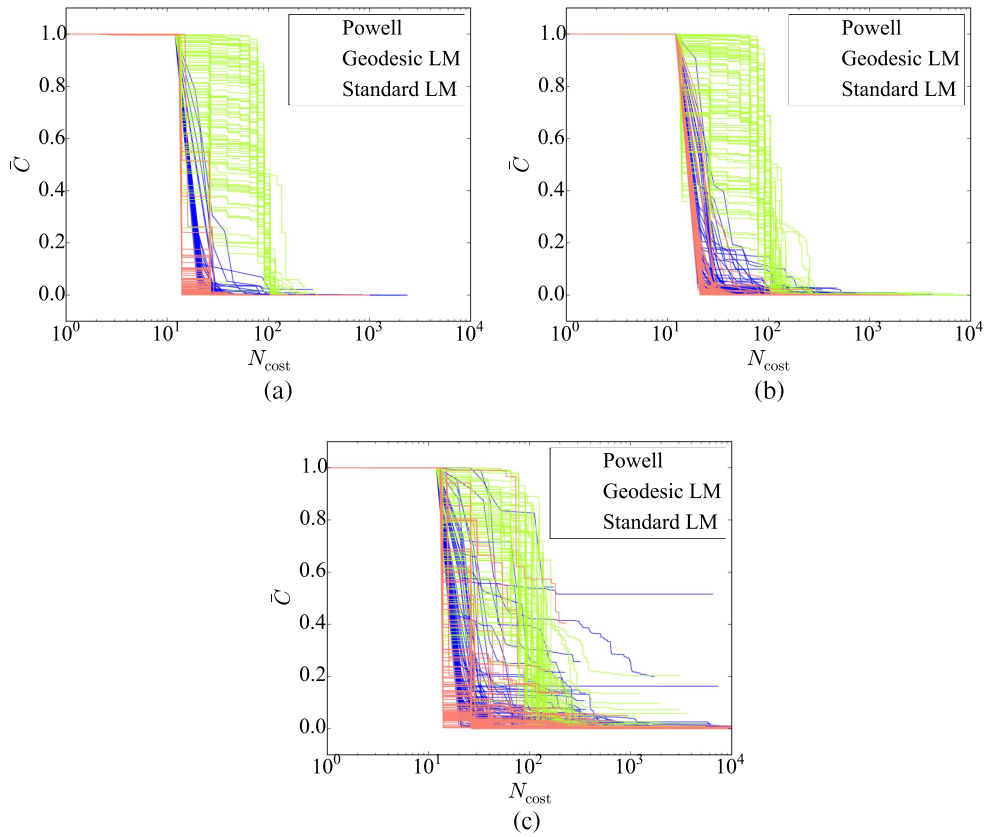 Powell
Geodesic LM
Standard LM
1.0
0.8
0.6
0.4
0.2
0.0
C̄
10^0
10^1
10^2
10^3
10^4
N_cost
(a)
Powell
Geodesic LM
Standard LM
1.0
0.8
0.6
0.4
0.2
0.0
C̄
10^0
10^1
10^2
10^3
10^4
N_cost
(b)
Powell
Geodesic LM
Standard LM
1.0
0.8
0.6
0.4
0.2
0.0
C̄
10^0
10^1
10^2
10^3
10^4
N_cost
(c)